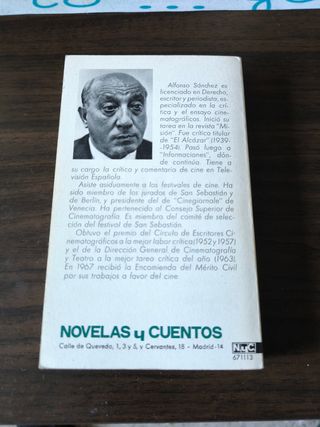 Alfonso Sánchez es
licenciado en Derecho,
escritor y periodista, es-
pecializado en la crí-
tica y el ensayo cine-
matográficos. Inició su
tarea en la revista "Mi-
sión". Fue crítico titular
de "El Alcázar" (1939-
1954). Pasó luego a
"Informaciones", dón-
de continúa. Tiene a
su cargo la crítica y comentario de cine en Tele-
visión Española.
Asiste asiduamente a los festivales de cine. Ha
sido miembro de los jurados de San Sebastián y
de Berlín, y presidente del de "Cinegiornale" de
Venecia. Ha pertenecido al Consejo Superior de
Cinematografía. Es miembro del comité de selec-
ción del festival de San Sebastián.
Obtuvo el premio del Círculo de Escritores Ci-
nematográficos a la mejor labor crítica (1952 y 1957)
y el de la Dirección General de Cinematografía
y Teatro a la mejor tarea crítica del año (1963).
En 1967 recibió la Encomienda del Mérito Civil
por sus trabajos a favor del cine.
NOVELAS y CUENTOS
Calle de Quevedo, 1, 3 y 5, y Cervantes, 18 - Madrid-14
NyC
671113